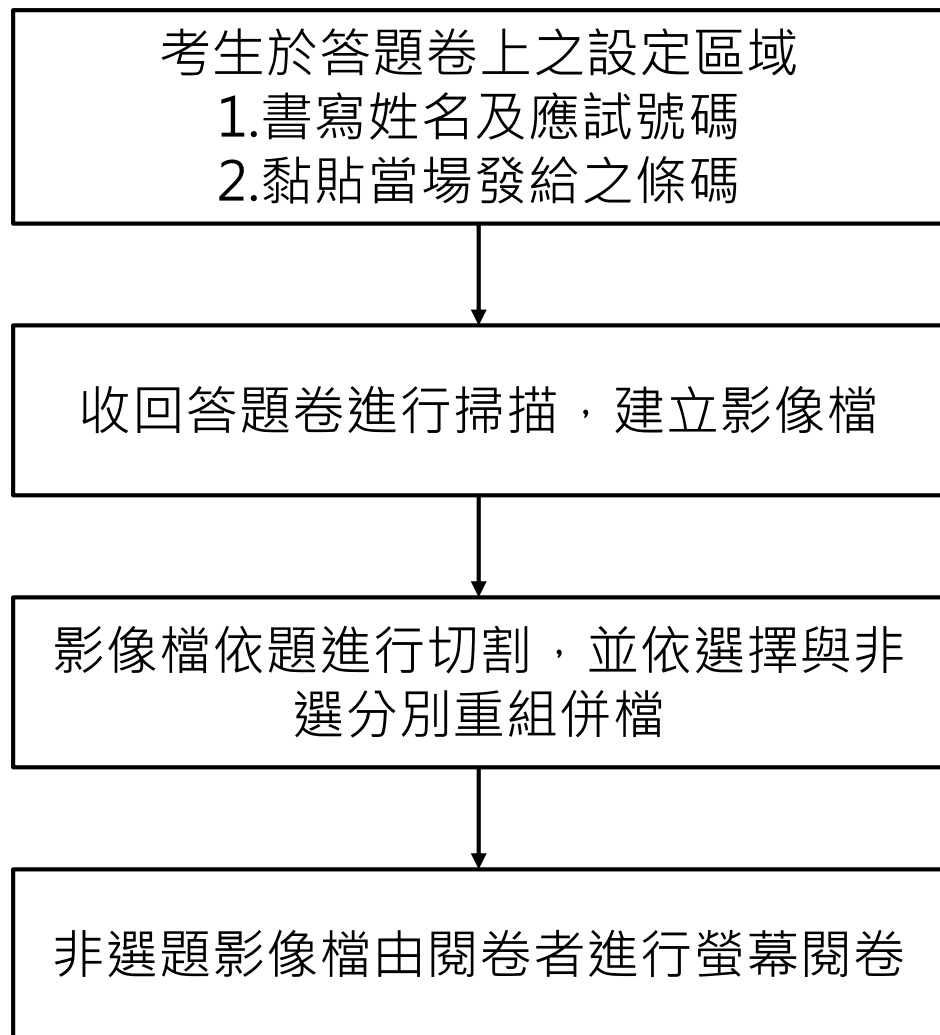 考生於答題卷上之設定區域
1.書寫姓名及應試號碼
2.黏貼當場發給之條碼
收回答題卷進行掃描，建立影像檔
影像檔依題進行切割，並依選擇與非
選分別重組併檔
非選題影像檔由閱卷者進行螢幕閱卷